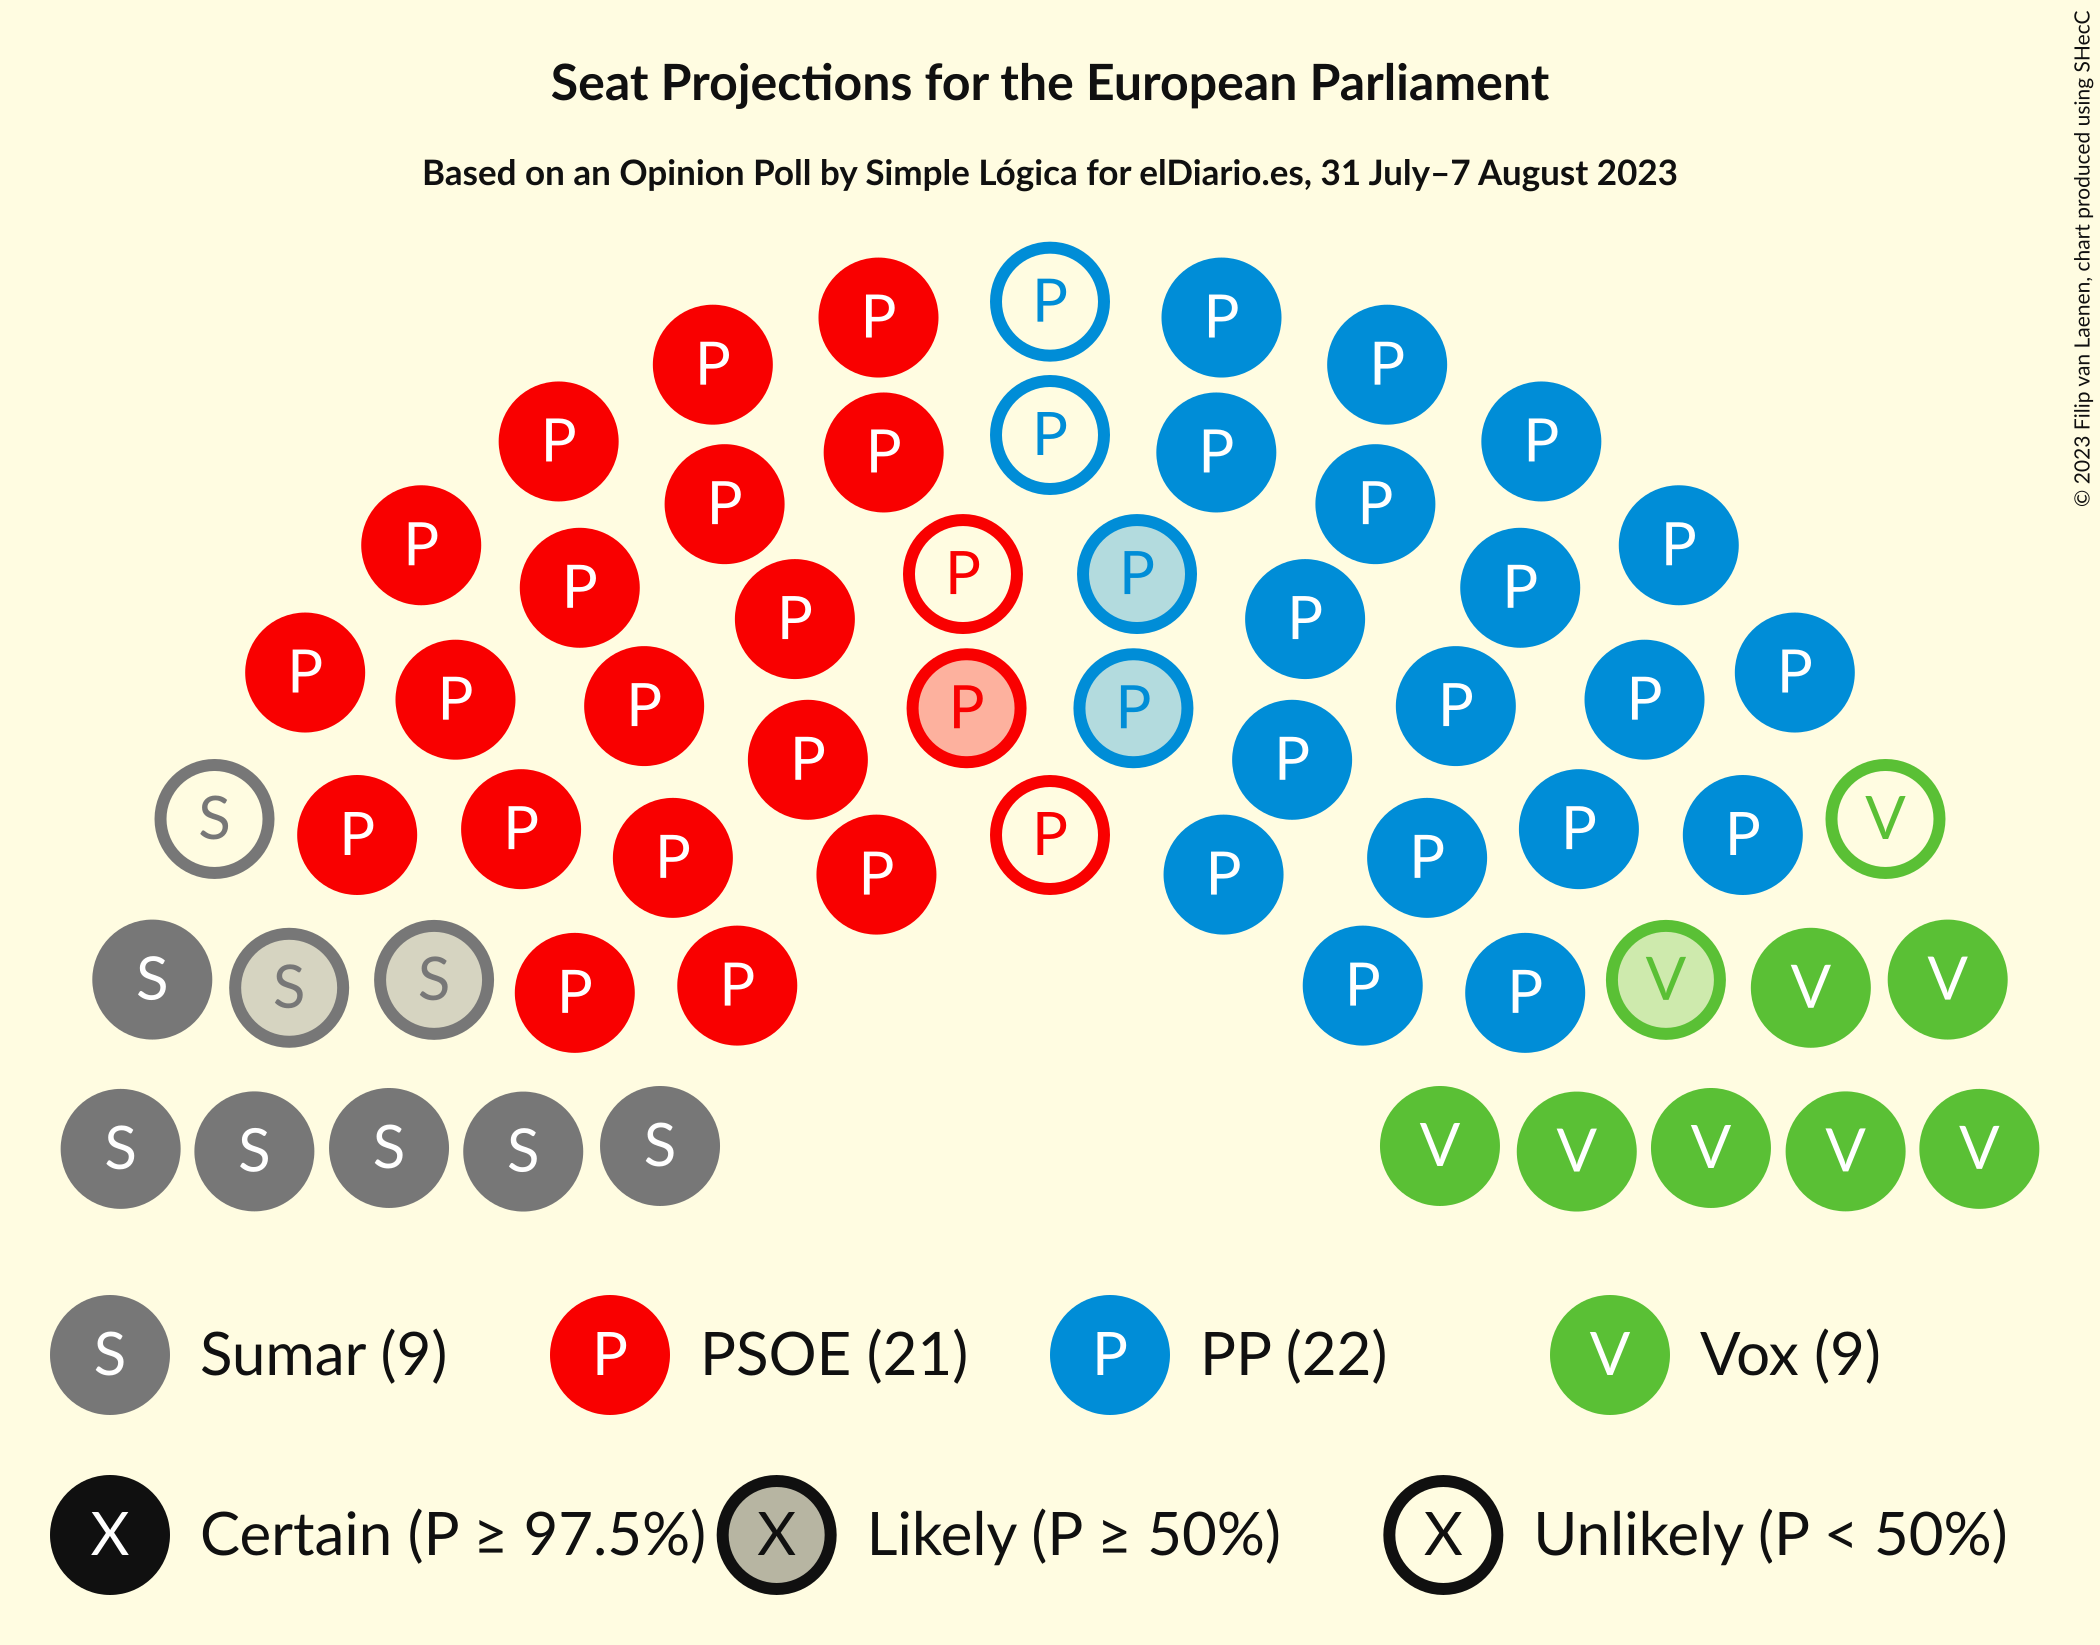 Seat Projections for the European Parliament
Based on an Opinion Poll by Simple Lógica for elDiario.es, 31 July–7 August 2023
© 2023 Filip van Laenen, chart produced using SHecC
P
P P
P P
P
P P
P P
P P
P P
P P
P P
P P
P P
P P
P P
P P
P P
P P
P P
S V
P P
P
P P
P P
P P
S V
S V
S V
P P
P P
S V
S V
S V
S V
S V
S Sumar (9) P PSOE (21) P PP (22) V Vox (9)
X Certain (P ≥ 97.5%) X Likely (P ≥ 50%) X Unlikely (P < 50%)